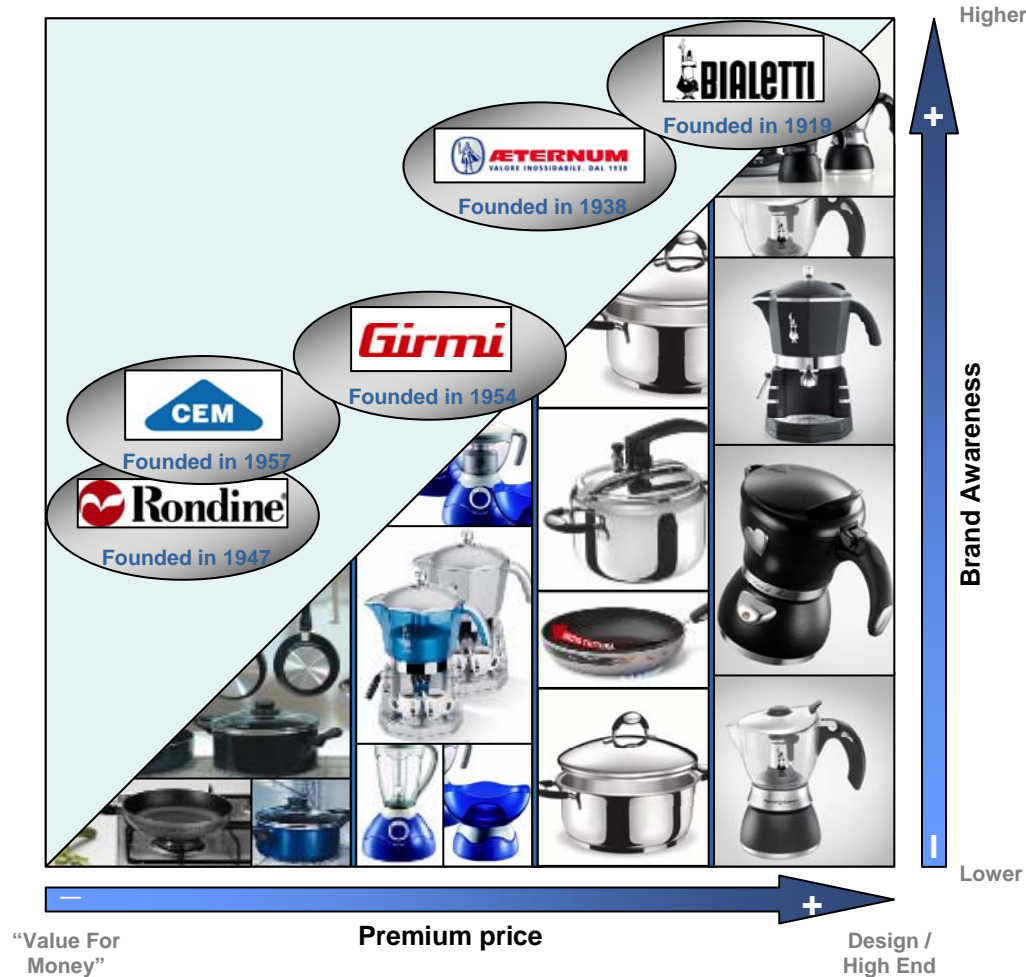 Higher
BIALETTI
Founded in 1919
+
ÆTERNUM
VALORE INOSSIDABILE. DAL 1938
Founded in 1938
Girmi
Founded in 1954
CEM
Founded in 1957
Rondine®
Founded in 1947
Brand Awareness
–
Lower
–
+
Premium price
“Value For
Money”
Design /
High End